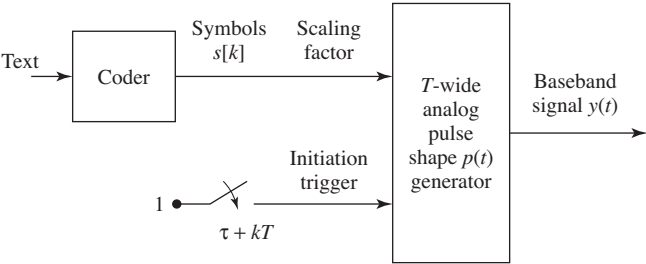 Text
Coder
Symbols
s[k]
Scaling
factor
T-wide
analog
pulse
shape p(t)
generator
Baseband
signal y(t)
Initiation
trigger
1
τ + kT